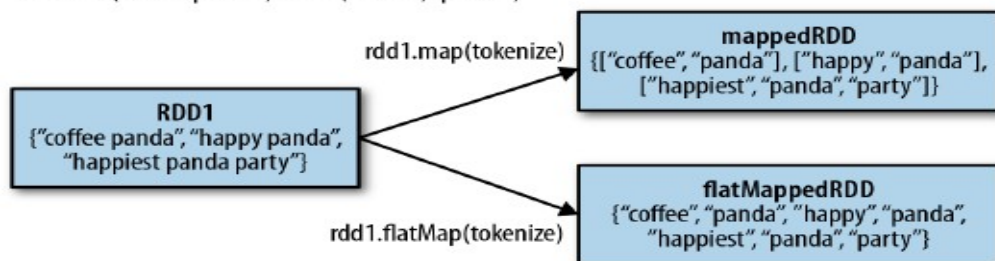 RDD1
{“coffee panda”, “happy panda”,
“happiest panda party”}
rdd1.map(tokenize)
mappedRDD
{[“coffee”, “panda”], [“happy”, “panda”],
[“happiest”, “panda”, “party”]}
rdd1.flatMap(tokenize)
flatMappedRDD
{“coffee”, “panda”, “happy”, “panda”,
“happiest”, “panda”, “party”}